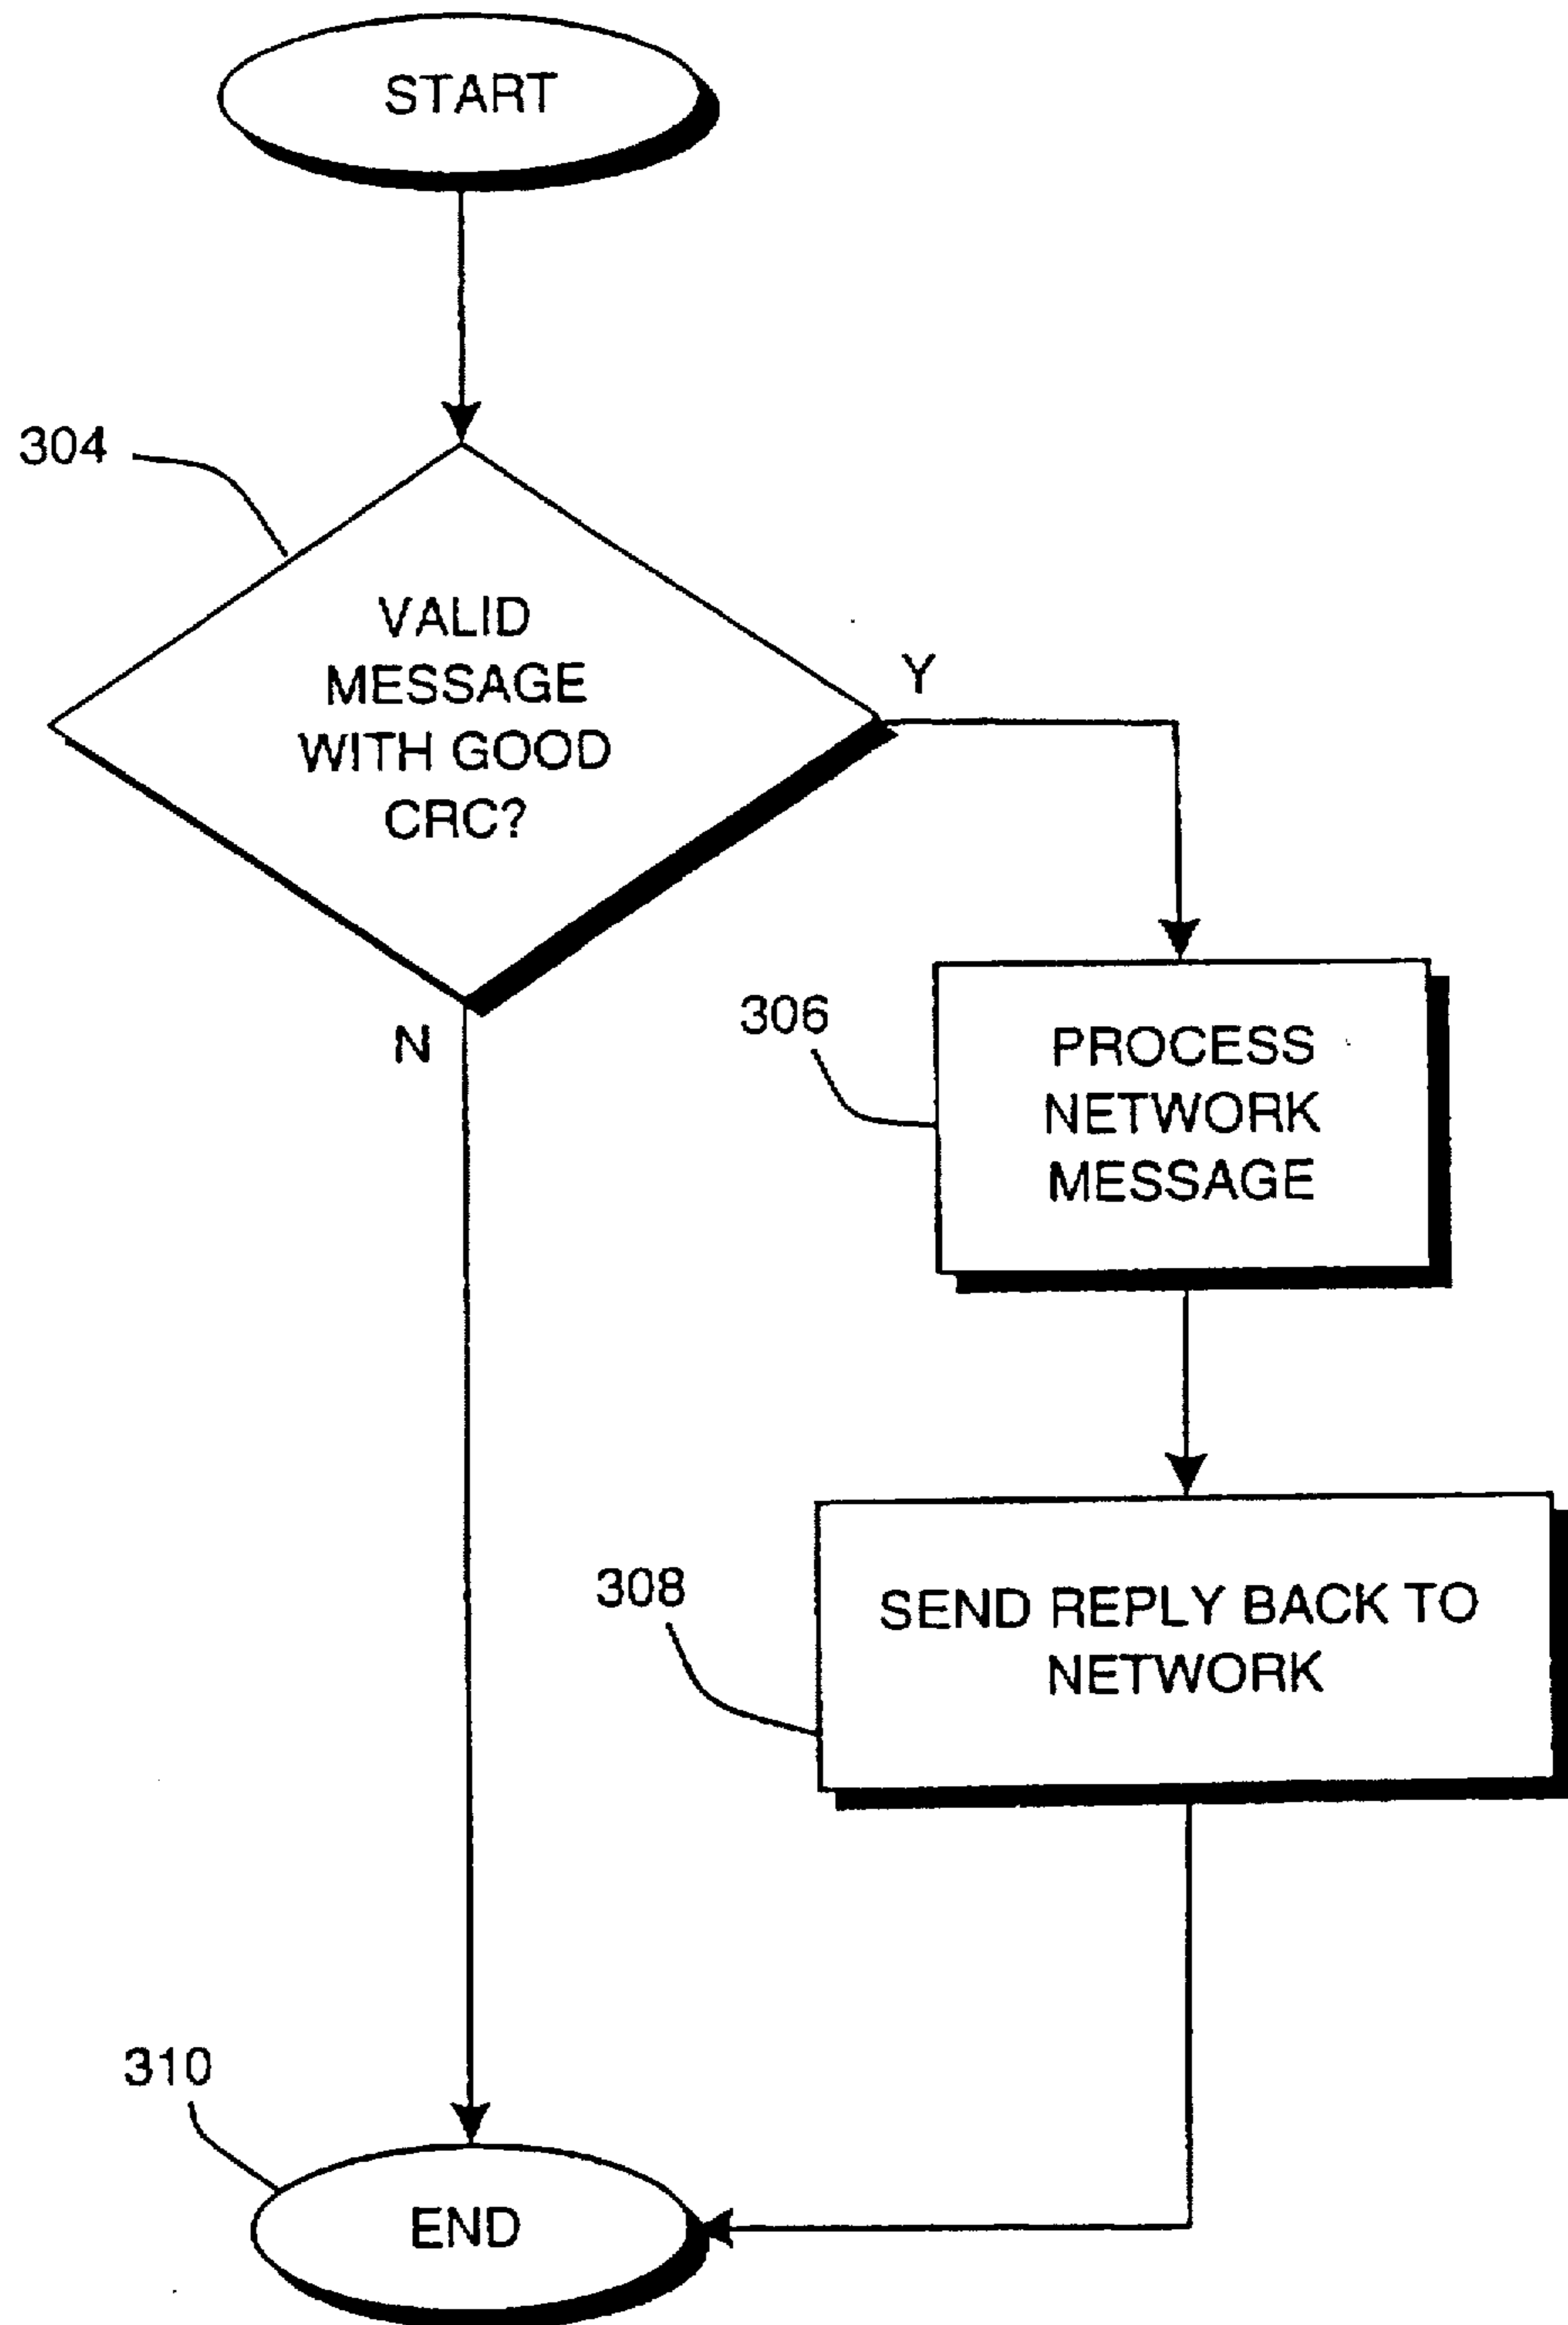 START
304
VALID
MESSAGE
WITH GOOD
CRC?
Y
N
306
PROCESS
NETWORK
MESSAGE
308
SEND REPLY BACK TO
NETWORK
310
END